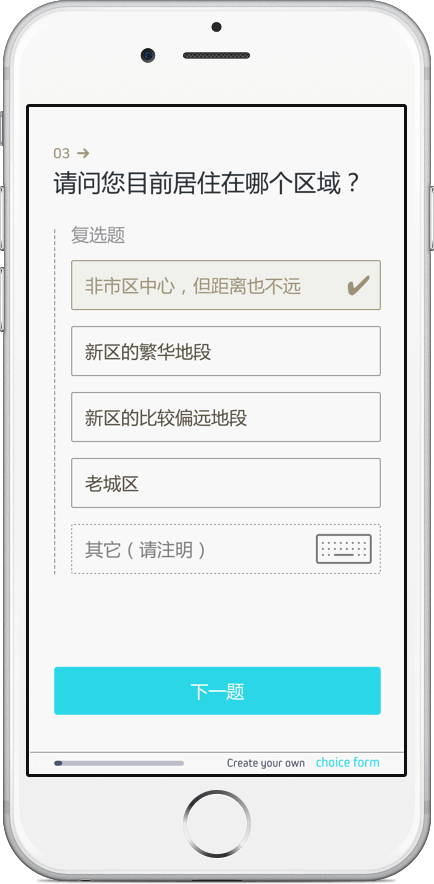 03 →
请问您目前居住在哪个区域？
复选题
非市区中心，但距离也不远
新区的繁华地段
新区的比较偏远地段
老城区
其它（请注明）
下一题
Create your own choice form